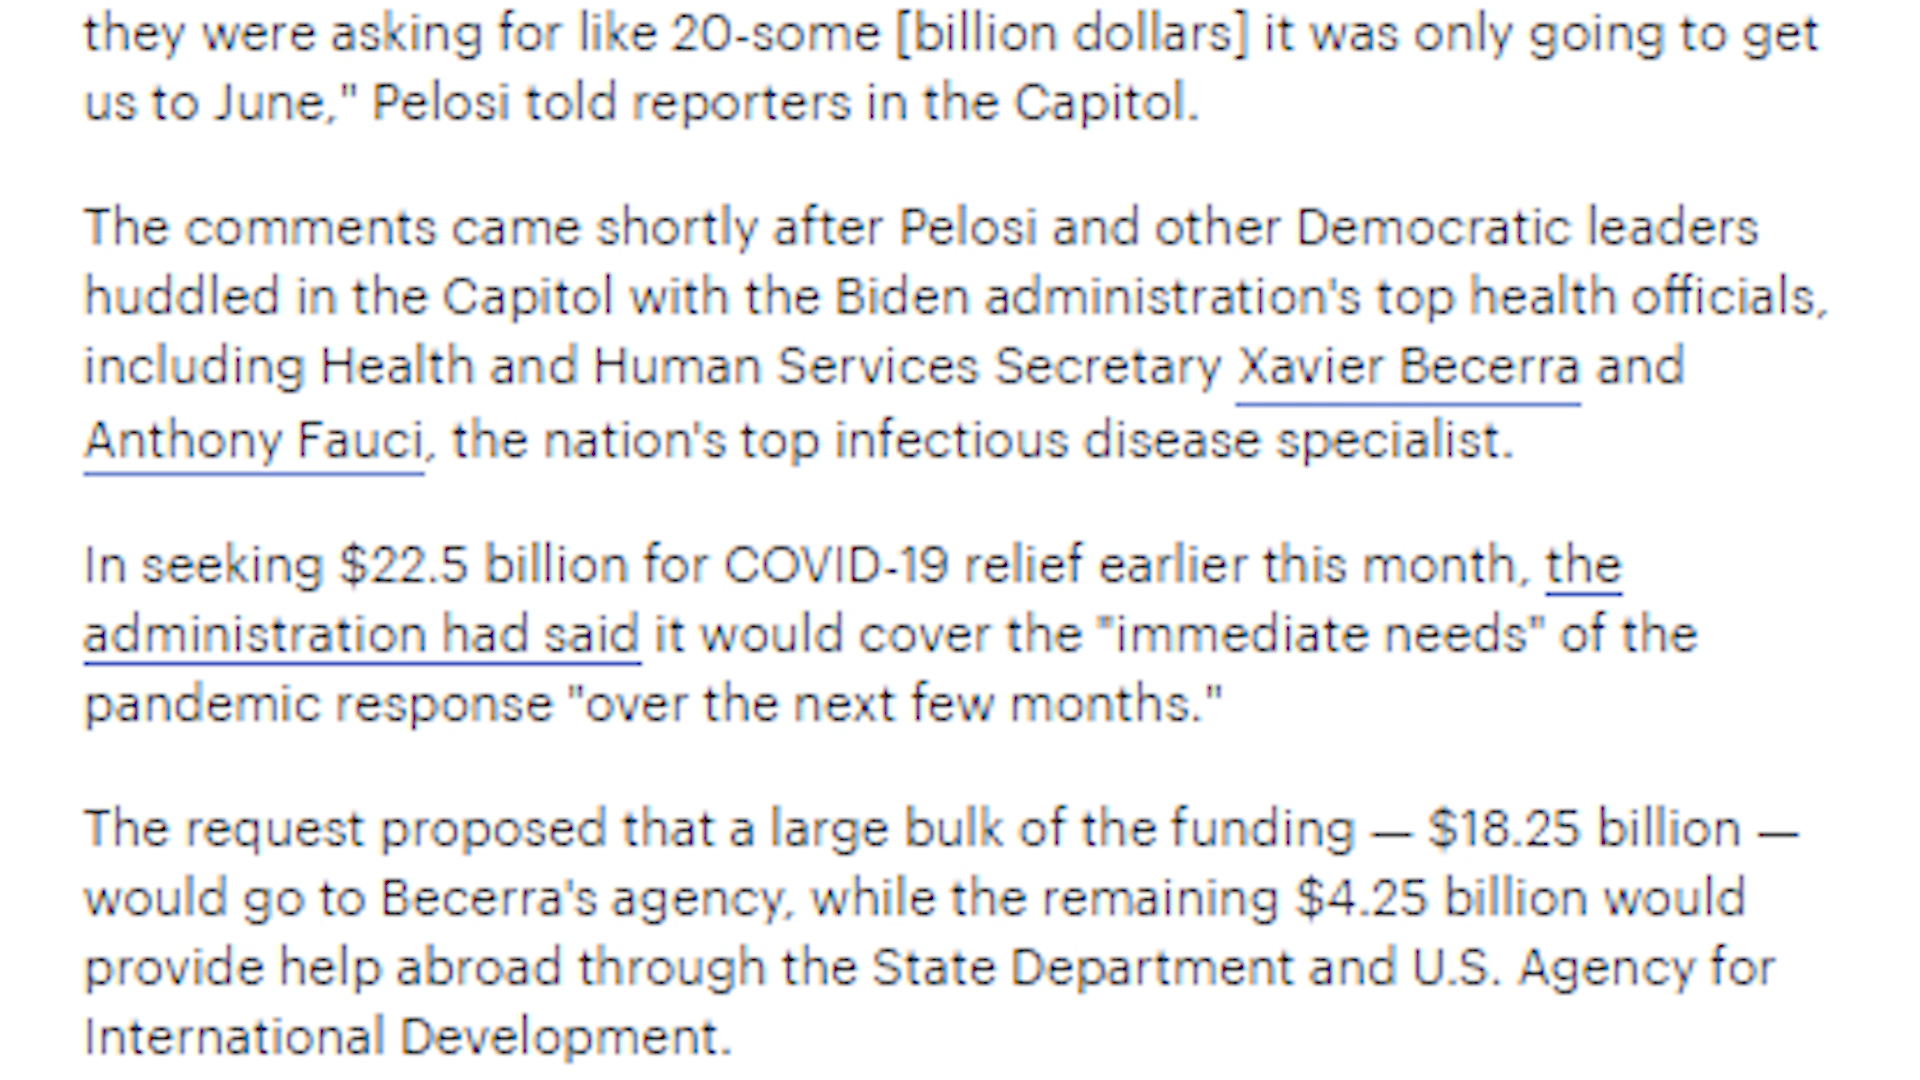 they were asking for like 20-some [billion dollars] it was only going to get
us to June," Pelosi told reporters in the Capitol.
The comments came shortly after Pelosi and other Democratic leaders
huddled in the Capitol with the Biden administration's top health officials,
including Health and Human Services Secretary Xavier Becerra and
Anthony Fauci, the nation's top infectious disease specialist.
In seeking $22.5 billion for COVID-19 relief earlier this month, the
administration had said it would cover the "immediate needs" of the
pandemic response "over the next few months."
The request proposed that a large bulk of the funding — $18.25 billion —
would go to Becerra's agency, while the remaining $4.25 billion would
provide help abroad through the State Department and U.S. Agency for
International Development.